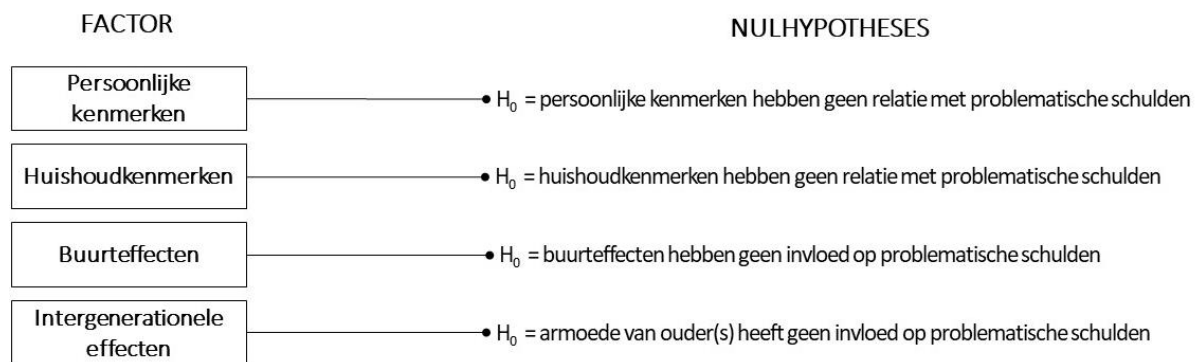 FACTOR
NULHYPOTHESES
Persoonlijke
kenmerken
H₀ = persoonlijke kenmerken hebben geen relatie met problematische schulden
Huishoudkenmerken
H₀ = huishoudkenmerken hebben geen relatie met problematische schulden
Buurteffecten
H₀ = buurteffecten hebben geen invloed op problematische schulden
Intergenerationele
effecten
H₀ = armoede van ouder(s) heeft geen invloed op problematische schulden